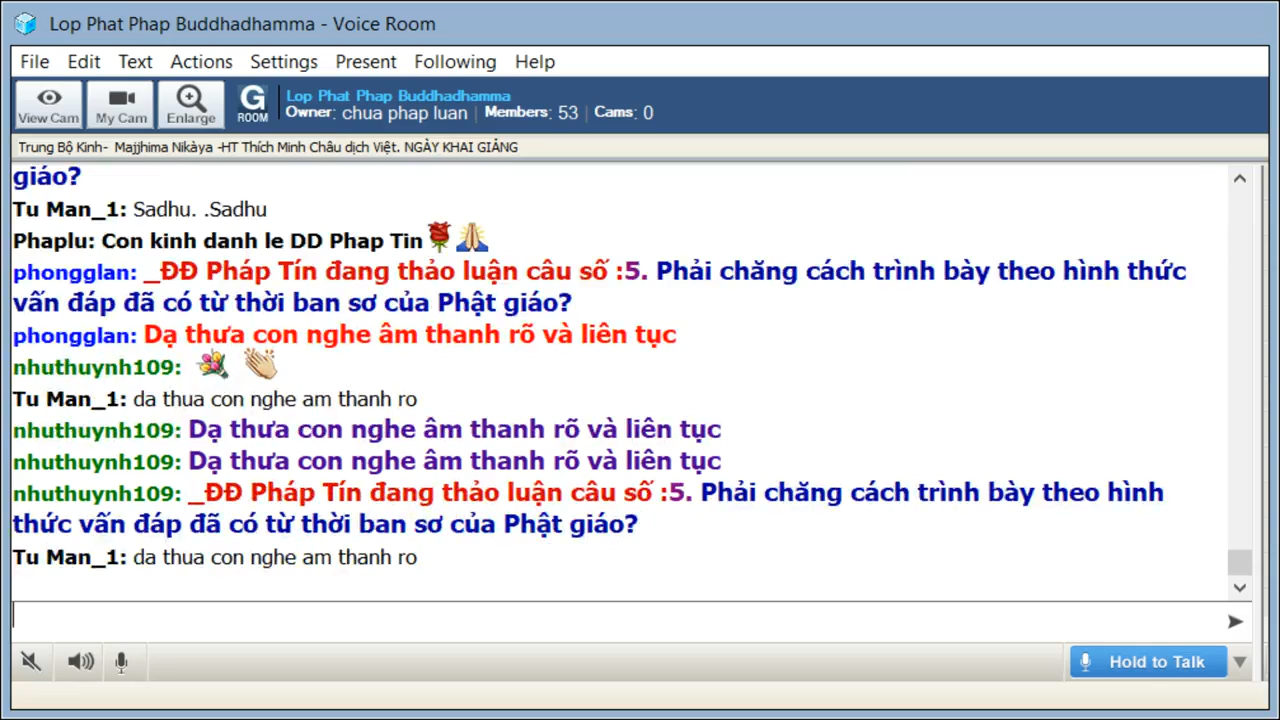 Lop Phat Phap Buddhadhamma - Voice Room
File Edit Text Actions Settings Present Following Help
View Cam My Cam Enlarge G ROOM Lop Phat Phap Buddhadhamma
Owner: chua phap luan | Members: 53 | Cams: 0
Trung Bộ Kinh- Majjhima Nikàya -HT Thích Minh Châu dịch Việt. NGÀY KHAI GIẢNG
giáo?
Tu Man_1: Sadhu. .Sadhu
Phaplu: Con kinh danh le DD Phap Tin
phongglan: _ĐĐ Pháp Tín đang thảo luận câu số :5. Phải chăng cách trình bày theo hình thức
vấn đáp đã có từ thời ban sơ của Phật giáo?
phongglan: Dạ thưa con nghe âm thanh rõ và liên tục
nhuthuynh109:
Tu Man_1: da thua con nghe am thanh ro
nhuthuynh109: Dạ thưa con nghe âm thanh rõ và liên tục
nhuthuynh109: Dạ thưa con nghe âm thanh rõ và liên tục
nhuthuynh109: _ĐĐ Pháp Tín đang thảo luận câu số :5. Phải chăng cách trình bày theo hình
thức vấn đáp đã có từ thời ban sơ của Phật giáo?
Tu Man_1: da thua con nghe am thanh ro
Hold to Talk